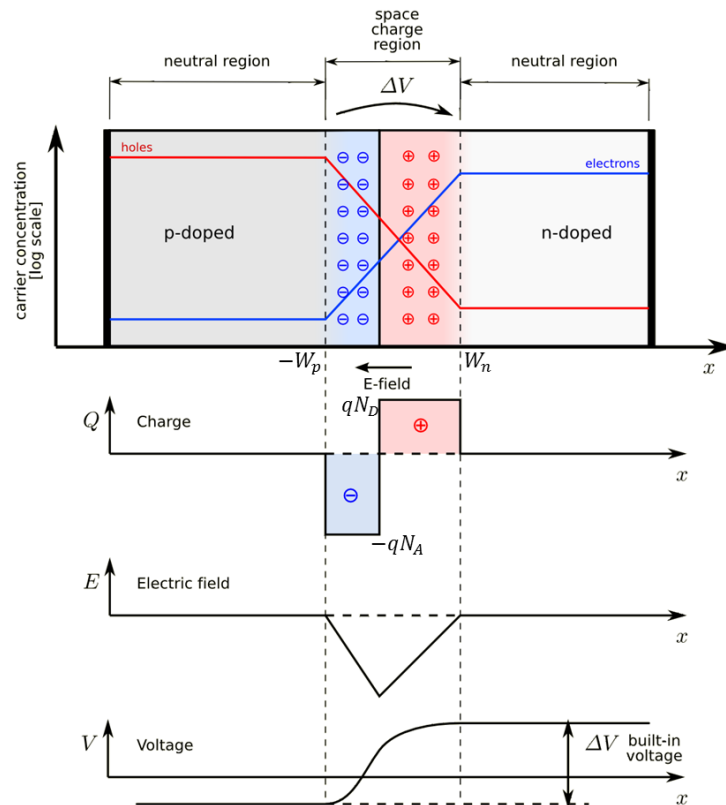 space
charge
region
neutral region
neutral region
ΔV
holes
electrons
p-doped
n-doped
carrier concentration
[log scale]
−W_p
W_n
x
E-field
Q
Charge
qN_D
x
−qN_A
E
Electric field
x
V
Voltage
ΔV
built-in
voltage
x